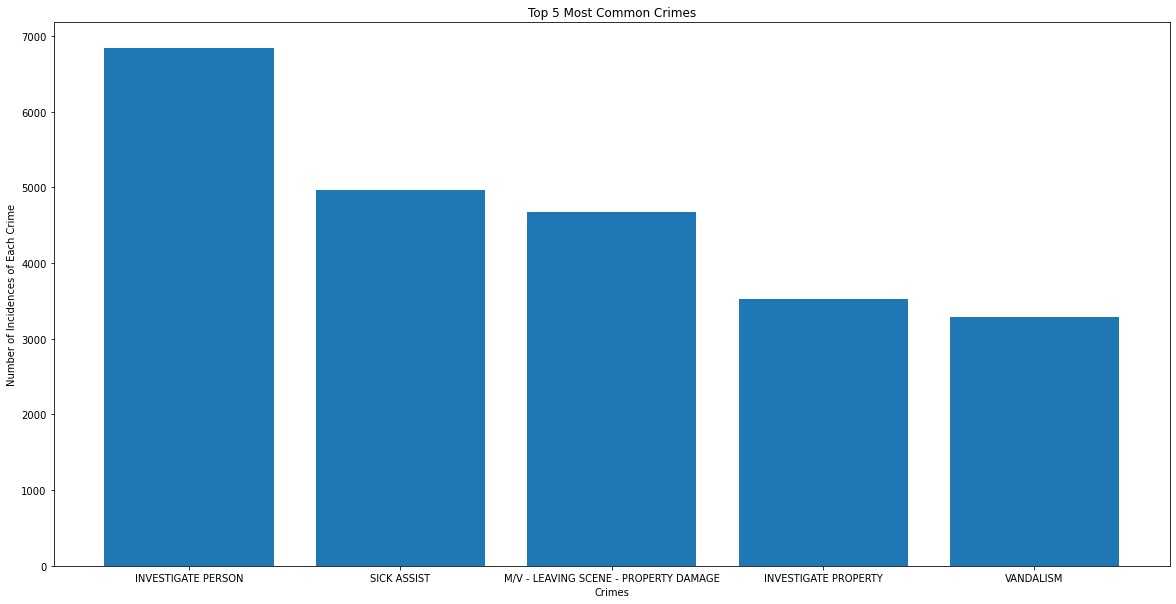 Top 5 Most Common Crimes
Number of Incidences of Each Crime
7000
6000
5000
4000
3000
2000
1000
0
INVESTIGATE PERSON
SICK ASSIST
M/V - LEAVING SCENE - PROPERTY DAMAGE
INVESTIGATE PROPERTY
VANDALISM
Crimes